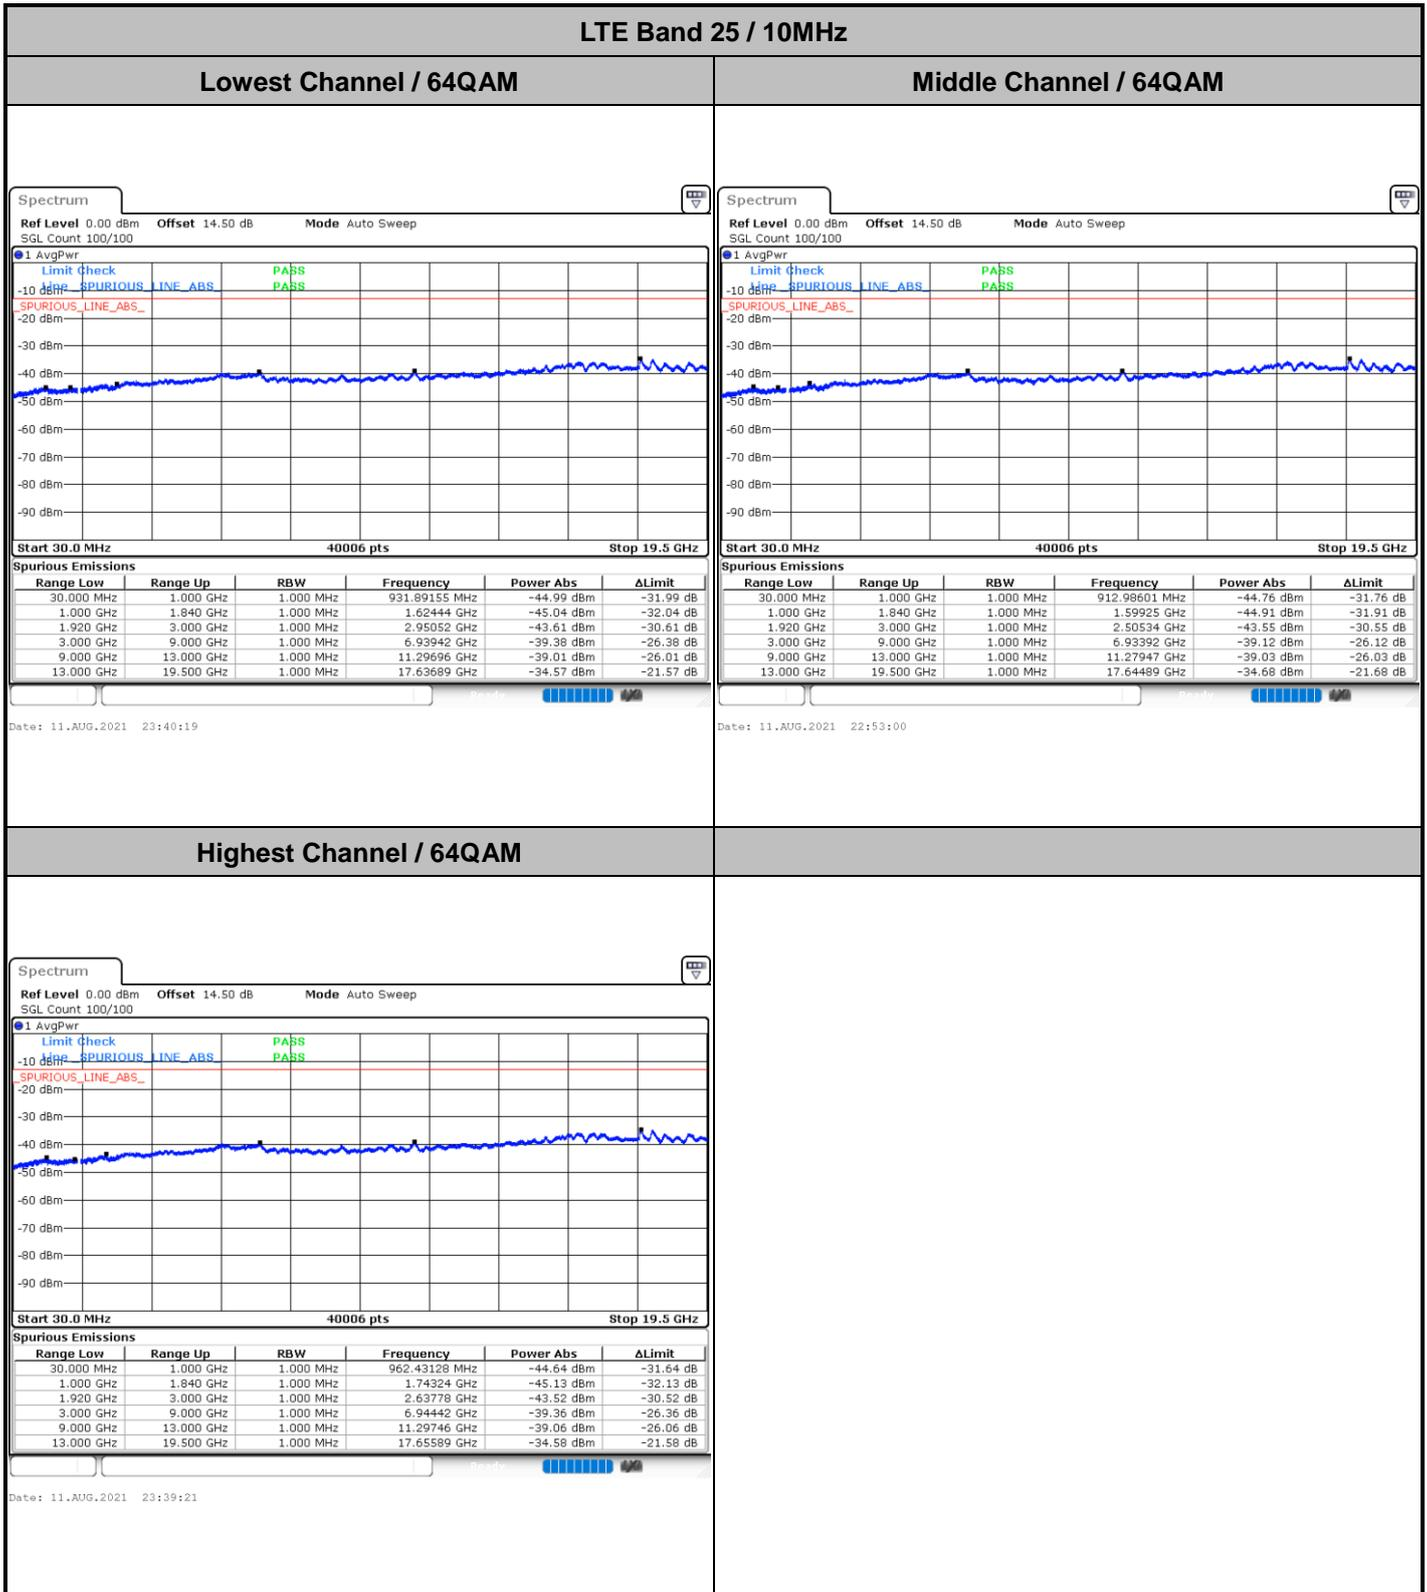 LTE Band 25 / 10MHz
Lowest Channel / 64QAM
Middle Channel / 64QAM
Spectrum
Ref Level 0.00 dBm Offset 14.50 dB Mode Auto Sweep
SGL Count 100/100
1 AvgPwr
Limit Check PASS
Line _SPURIOUS_LINE_ABS_ PASS
-10 dBm
_SPURIOUS_LINE_ABS_
-20 dBm
-30 dBm
-40 dBm
-50 dBm
-60 dBm
-70 dBm
-80 dBm
-90 dBm
Start 30.0 MHz 40006 pts Stop 19.5 GHz
Spurious Emissions
Range Low Range Up RBW Frequency Power Abs ΔLimit
30.000 MHz 1.000 GHz 1.000 MHz 931.89155 MHz -44.99 dBm -31.99 dB
1.000 GHz 1.840 GHz 1.000 MHz 1.62444 GHz -45.04 dBm -32.04 dB
1.920 GHz 3.000 GHz 1.000 MHz 2.95052 GHz -43.61 dBm -30.61 dB
3.000 GHz 9.000 GHz 1.000 MHz 6.93942 GHz -39.38 dBm -26.38 dB
9.000 GHz 13.000 GHz 1.000 MHz 11.29696 GHz -39.01 dBm -26.01 dB
13.000 GHz 19.500 GHz 1.000 MHz 17.63689 GHz -34.57 dBm -21.57 dB
Ready
Date: 11.AUG.2021 23:40:19
Spectrum
Ref Level 0.00 dBm Offset 14.50 dB Mode Auto Sweep
SGL Count 100/100
1 AvgPwr
Limit Check PASS
Line _SPURIOUS_LINE_ABS_ PASS
-10 dBm
_SPURIOUS_LINE_ABS_
-20 dBm
-30 dBm
-40 dBm
-50 dBm
-60 dBm
-70 dBm
-80 dBm
-90 dBm
Start 30.0 MHz 40006 pts Stop 19.5 GHz
Spurious Emissions
Range Low Range Up RBW Frequency Power Abs ΔLimit
30.000 MHz 1.000 GHz 1.000 MHz 912.98601 MHz -44.76 dBm -31.76 dB
1.000 GHz 1.840 GHz 1.000 MHz 1.59925 GHz -44.91 dBm -31.91 dB
1.920 GHz 3.000 GHz 1.000 MHz 2.50534 GHz -43.55 dBm -30.55 dB
3.000 GHz 9.000 GHz 1.000 MHz 6.93392 GHz -39.12 dBm -26.12 dB
9.000 GHz 13.000 GHz 1.000 MHz 11.27947 GHz -39.03 dBm -26.03 dB
13.000 GHz 19.500 GHz 1.000 MHz 17.64489 GHz -34.68 dBm -21.68 dB
Ready
Date: 11.AUG.2021 22:53:00
Highest Channel / 64QAM
Spectrum
Ref Level 0.00 dBm Offset 14.50 dB Mode Auto Sweep
SGL Count 100/100
1 AvgPwr
Limit Check PASS
Line _SPURIOUS_LINE_ABS_ PASS
-10 dBm
_SPURIOUS_LINE_ABS_
-20 dBm
-30 dBm
-40 dBm
-50 dBm
-60 dBm
-70 dBm
-80 dBm
-90 dBm
Start 30.0 MHz 40006 pts Stop 19.5 GHz
Spurious Emissions
Range Low Range Up RBW Frequency Power Abs ΔLimit
30.000 MHz 1.000 GHz 1.000 MHz 962.43128 MHz -44.64 dBm -31.64 dB
1.000 GHz 1.840 GHz 1.000 MHz 1.74324 GHz -45.13 dBm -32.13 dB
1.920 GHz 3.000 GHz 1.000 MHz 2.63778 GHz -43.52 dBm -30.52 dB
3.000 GHz 9.000 GHz 1.000 MHz 6.94442 GHz -39.36 dBm -26.36 dB
9.000 GHz 13.000 GHz 1.000 MHz 11.29746 GHz -39.06 dBm -26.06 dB
13.000 GHz 19.500 GHz 1.000 MHz 17.65589 GHz -34.58 dBm -21.58 dB
Ready
Date: 11.AUG.2021 23:39:21